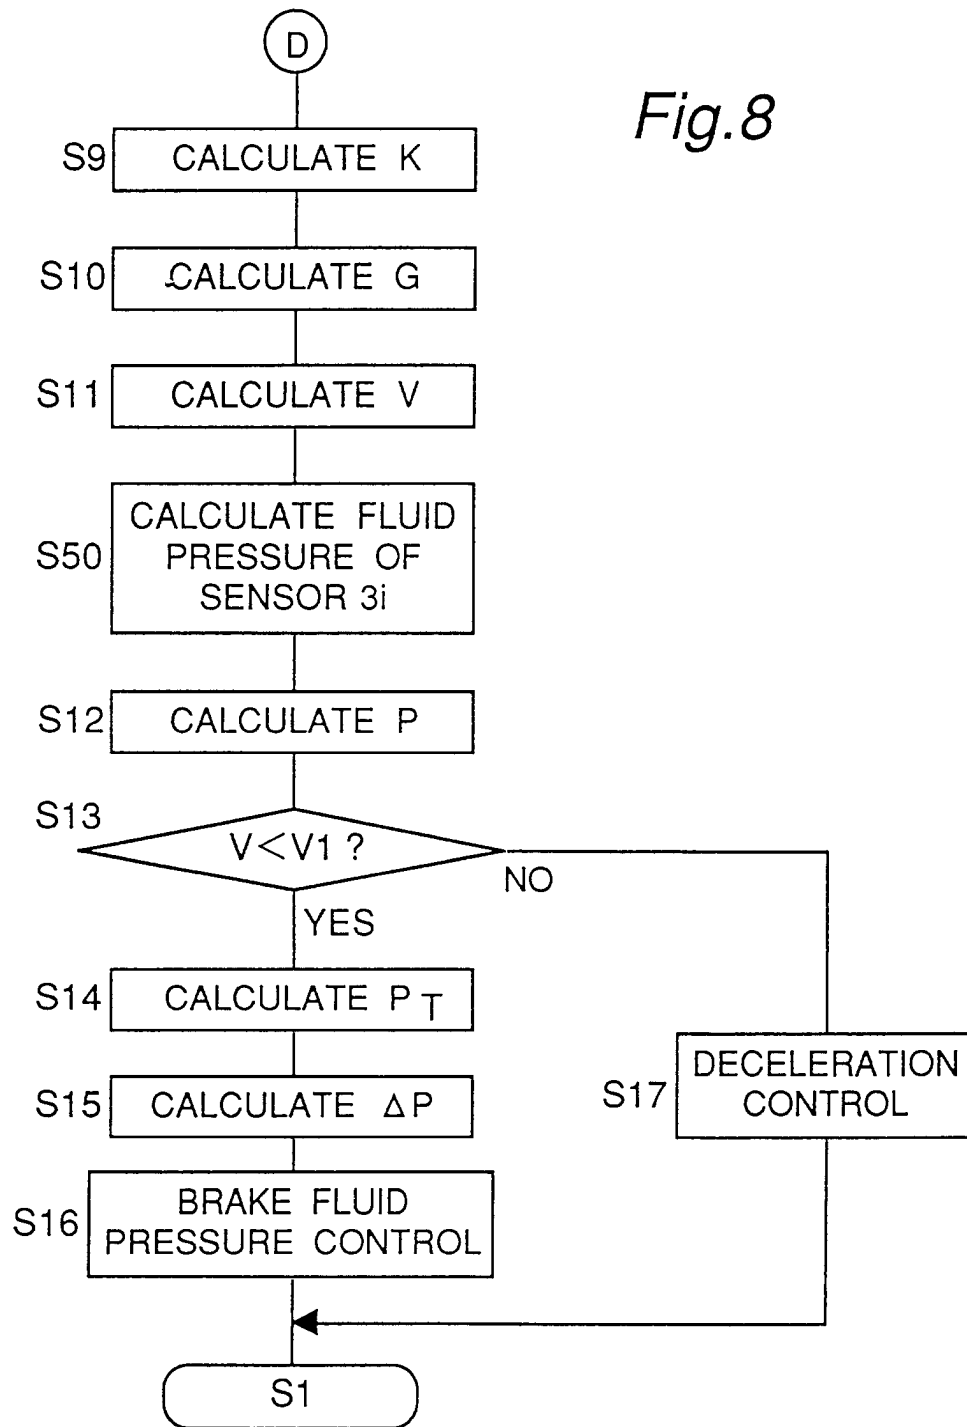 D
Fig.8
S9 CALCULATE K
S10 CALCULATE G
S11 CALCULATE V
CALCULATE FLUID
S50 PRESSURE OF
SENSOR 3i
S12 CALCULATE P
S13
V<V1 ?
NO
YES
S14 CALCULATE PT
DECELERATION
S17 CONTROL
S15 CALCULATE ΔP
BRAKE FLUID
S16 PRESSURE CONTROL
S1